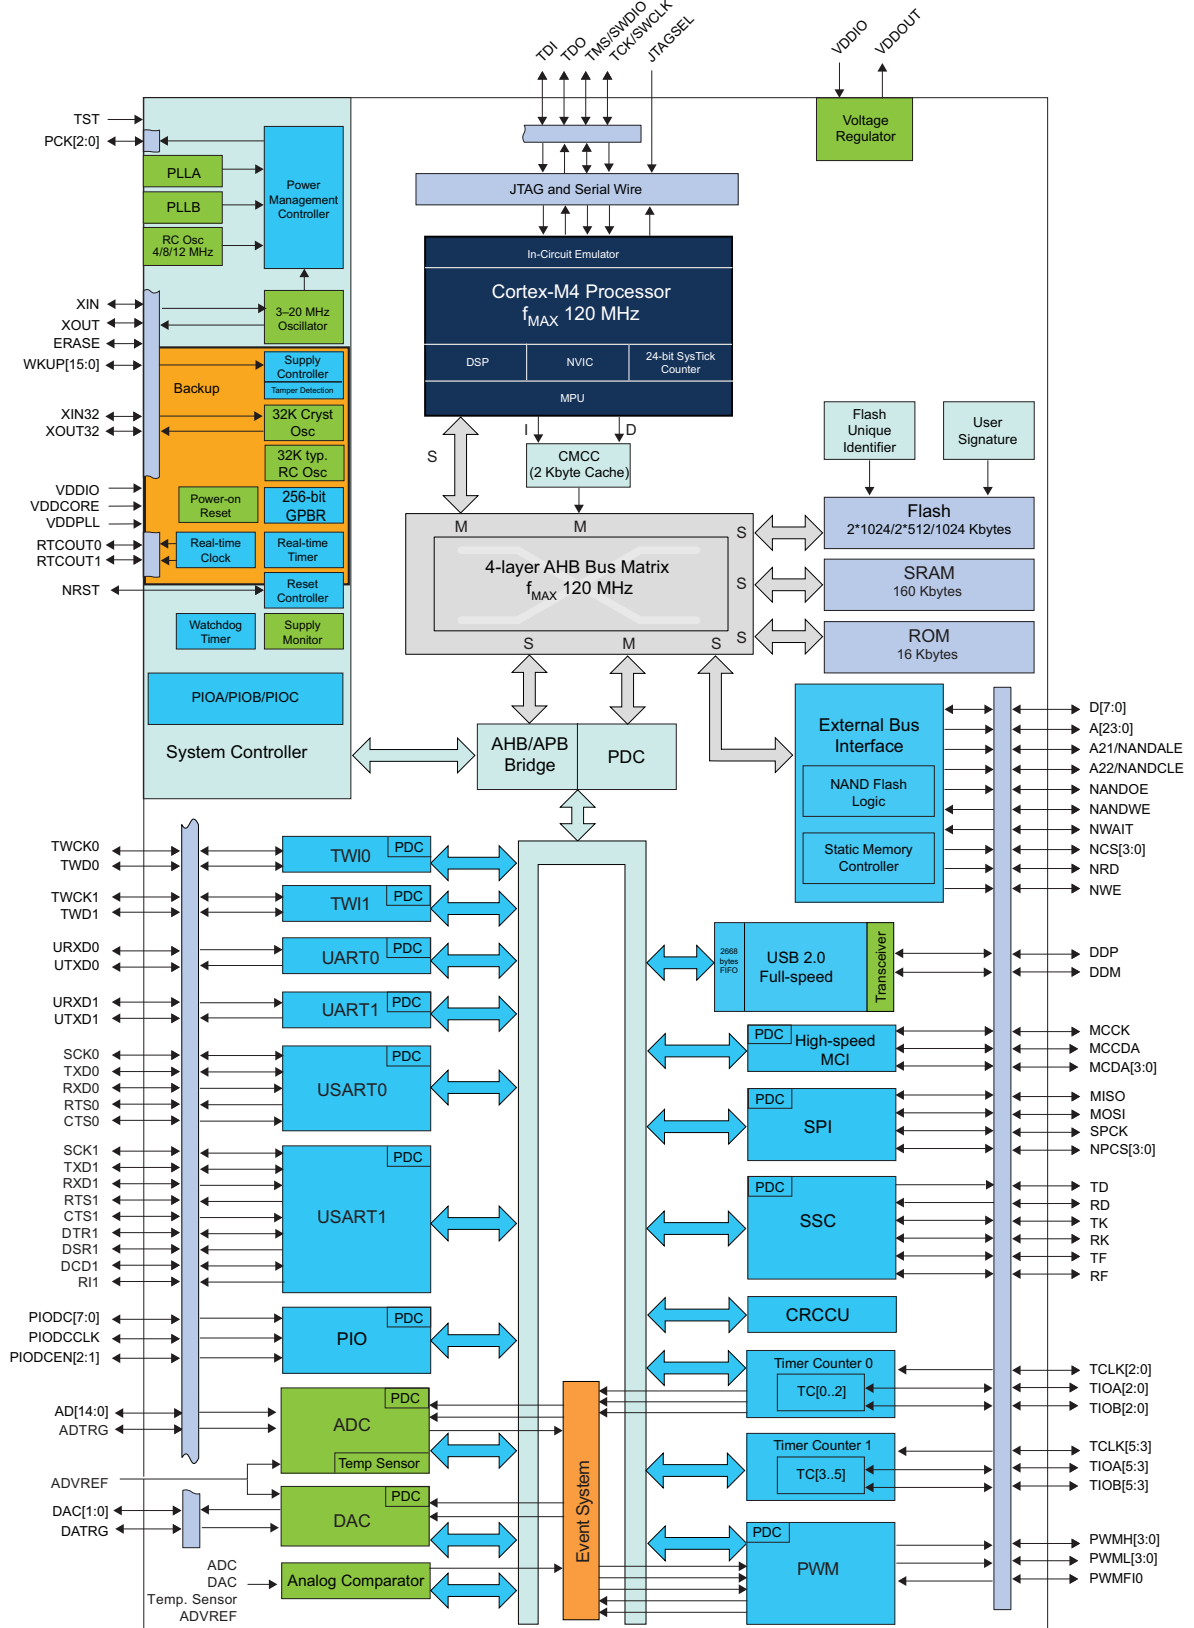 TDI
TDO
TMS/SWDIO
TCK/SWCLK
JTAGSEL
VDDIO
VDDOUT
Voltage
Regulator
TST
PCK[2:0]
PLLA
PLLB
RC Osc
4/8/12 MHz
Power
Management
Controller
XIN
XOUT
ERASE
WKUP[15:0]
3–20 MHz
Oscillator
Backup
Supply
Controller
Tamper Detection
XIN32
XOUT32
32K Cryst
Osc
32K typ.
RC Osc
VDDIO
VDDCORE
VDDPLL
Power-on
Reset
256-bit
GPBR
RTCOUT0
RTCOUT1
Real-time
Clock
Real-time
Timer
NRST
Reset
Controller
Watchdog
Timer
Supply
Monitor
PIOA/PIOB/PIOC
System Controller
JTAG and Serial Wire
In-Circuit Emulator
Cortex-M4 Processor
fMAX 120 MHz
DSP
NVIC
24-bit SysTick
Counter
MPU
S
I
D
CMCC
(2 Kbyte Cache)
Flash
Unique
Identifier
User
Signature
M
M
S
4-layer AHB Bus Matrix
fMAX 120 MHz
S
S
S
M
S
Flash
2*1024/2*512/1024 Kbytes
SRAM
160 Kbytes
ROM
16 Kbytes
AHB/APB
Bridge
PDC
External Bus
Interface
NAND Flash
Logic
Static Memory
Controller
D[7:0]
A[23:0]
A21/NANDALE
A22/NANDCLE
NANDOE
NANDWE
NWAIT
NCS[3:0]
NRD
NWE
TWCK0
TWD0
TWI0
PDC
TWCK1
TWD1
TWI1
PDC
URXD0
UTXD0
UART0
PDC
URXD1
UTXD1
UART1
PDC
SCK0
TXD0
RXD0
RTS0
CTS0
USART0
PDC
SCK1
TXD1
RXD1
RTS1
CTS1
DTR1
DSR1
DCD1
RI1
USART1
PDC
PIODC[7:0]
PIODCCLK
PIODCEN[2:1]
PIO
PDC
AD[14:0]
ADTRG
ADC
PDC
Temp Sensor
ADVREF
DAC[1:0]
DATRG
DAC
PDC
ADC
DAC
Temp. Sensor
ADVREF
Analog Comparator
Event System
2668
bytes
FIFO
USB 2.0
Full-speed
Transceiver
DDP
DDM
PDC
High-speed
MCI
MCCK
MCCDA
MCDA[3:0]
PDC
SPI
MISO
MOSI
SPCK
NPCS[3:0]
PDC
SSC
TD
RD
TK
RK
TF
RF
CRCCU
Timer Counter 0
TC[0..2]
TCLK[2:0]
TIOA[2:0]
TIOB[2:0]
Timer Counter 1
TC[3..5]
TCLK[5:3]
TIOA[5:3]
TIOB[5:3]
PDC
PWM
PWMH[3:0]
PWML[3:0]
PWMFI0